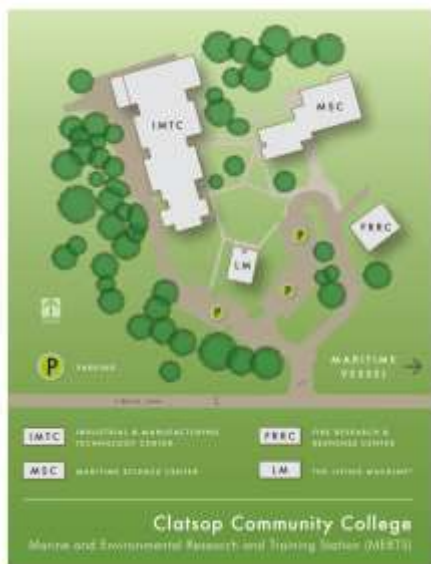 MSC
IMTC
FRRC
LM
P
P
P
MARITIME
VESSEL
P PARKING
IMTC INDUSTRIAL & MANUFACTURING
TECHNOLOGY CENTER
FRRC FIRE RESEARCH &
RESPONSE CENTER
MSC MARITIME SCIENCE CENTER
LM THE LIVING MACHINE
Clatsop Community College
Marine and Environmental Research and Training Station (MERTS)